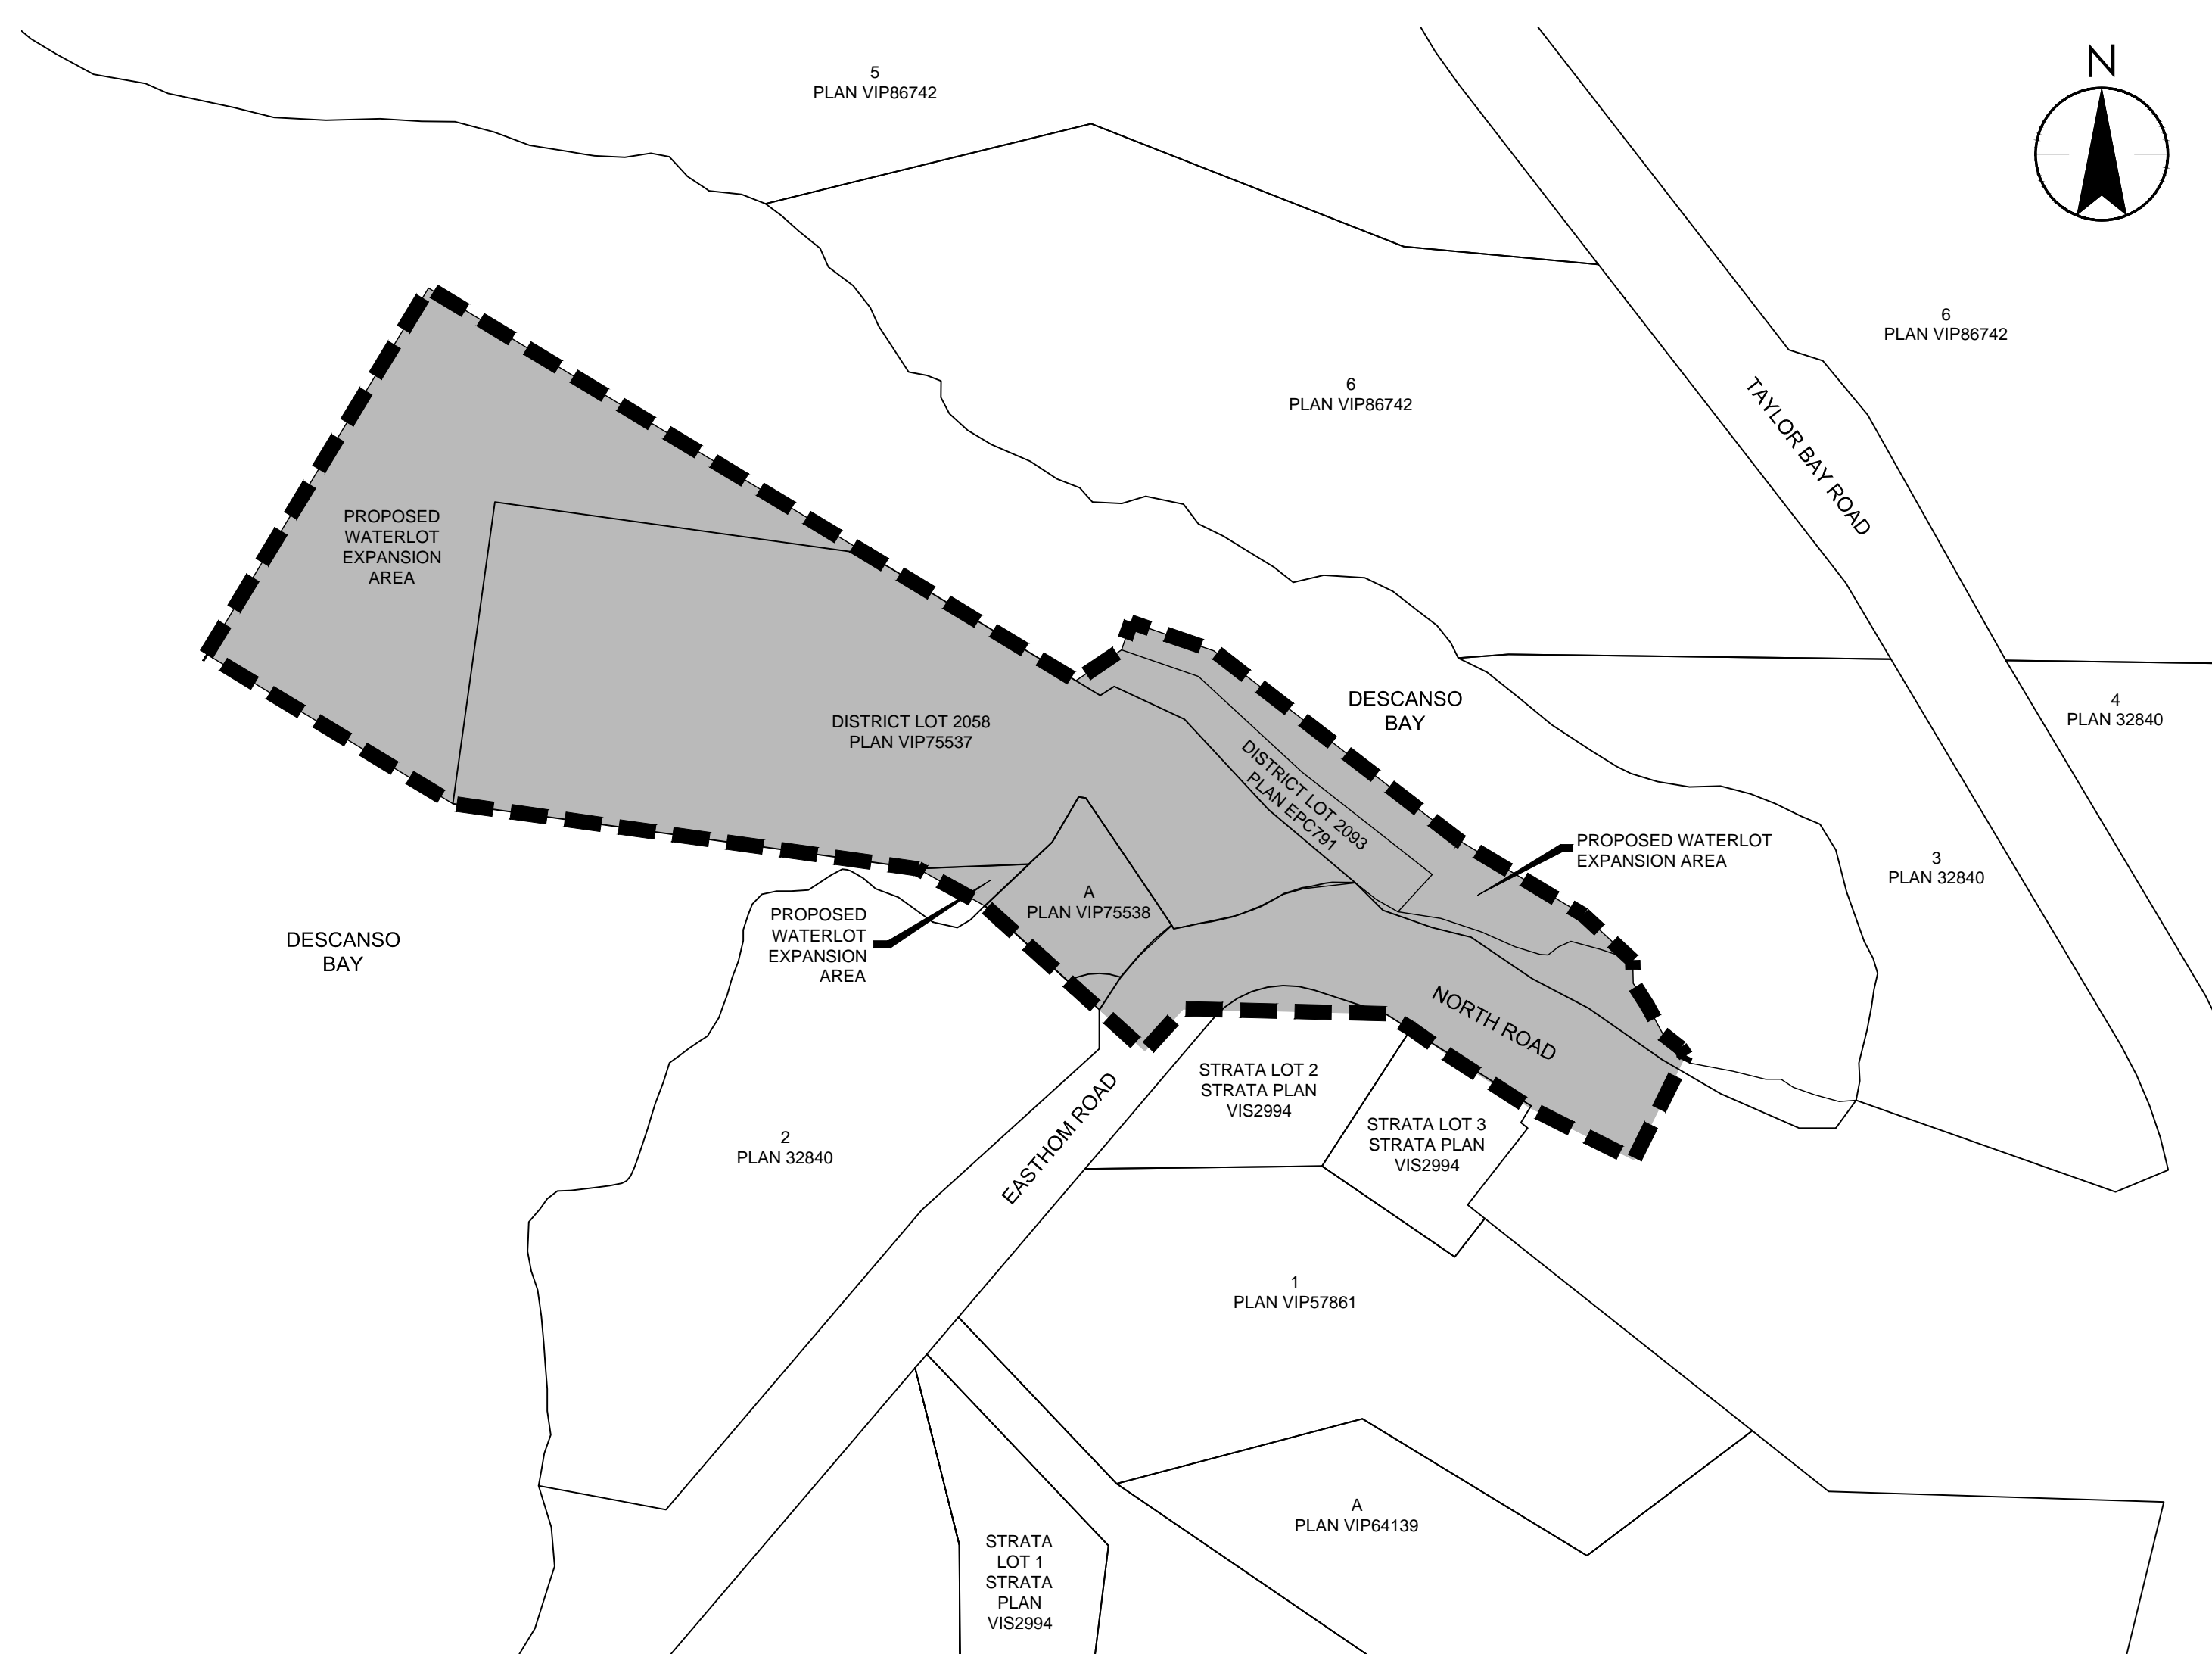 N
5
PLAN VIP86742
6
PLAN VIP86742
6
PLAN VIP86742
TAYLOR BAY ROAD
PROPOSED
WATERLOT
EXPANSION
AREA
DISTRICT LOT 2058
PLAN VIP75537
DESCANSO
BAY
4
PLAN 32840
DISTRICT LOT 2093
PLAN EPC791
PROPOSED WATERLOT
EXPANSION AREA
3
PLAN 32840
A
PLAN VIP75538
PROPOSED
WATERLOT
EXPANSION
AREA
DESCANSO
BAY
NORTH ROAD
STRATA LOT 2
STRATA PLAN
VIS2994
STRATA LOT 3
STRATA PLAN
VIS2994
EASTHOM ROAD
2
PLAN 32840
1
PLAN VIP57861
A
PLAN VIP64139
STRATA
LOT 1
STRATA
PLAN
VIS2994